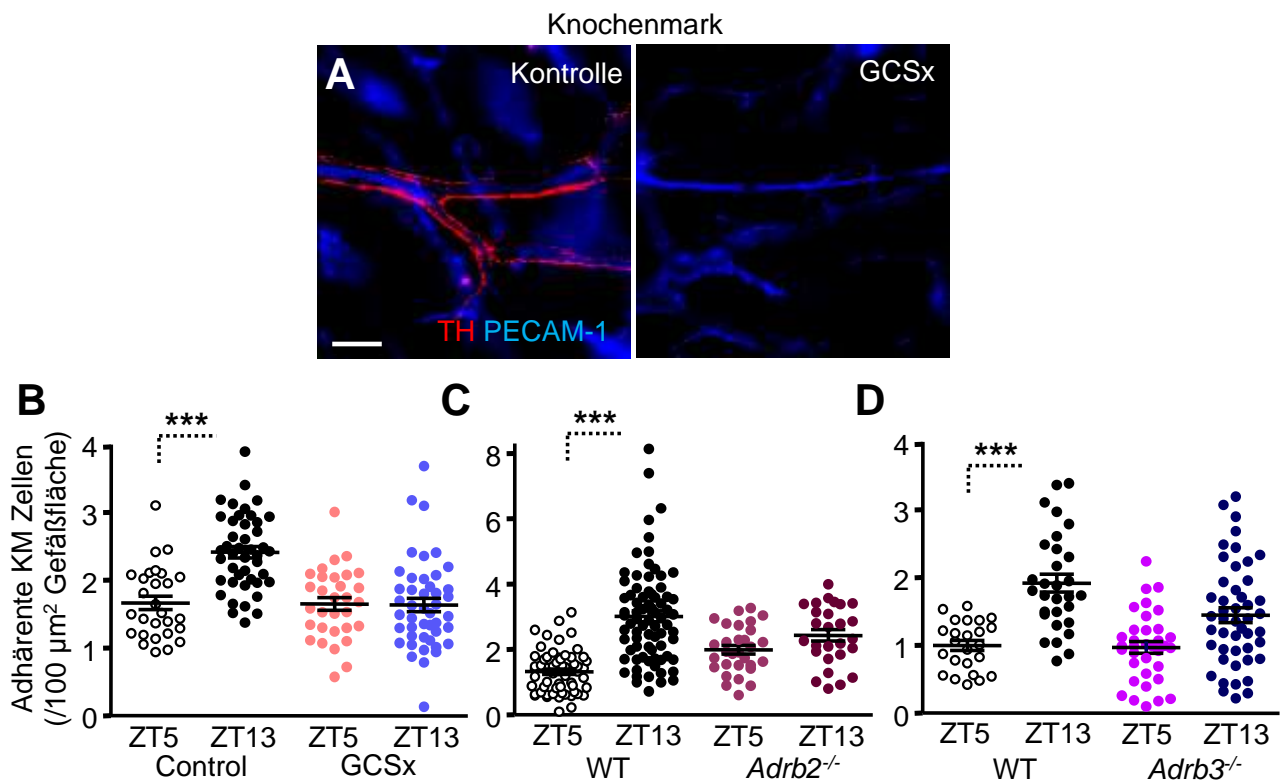 Knochenmark
A Kontrolle GCSx
TH PECAM-1
B C D
*** *** ***
Adhärente KM Zellen
(/100 µm² Gefäßfläche)
4
3
2
1
0
8
6
4
2
0
4
3
2
1
0
ZT5 ZT13 ZT5 ZT13 ZT5 ZT13 ZT5 ZT13 ZT5 ZT13 ZT5 ZT13
Control GCSx WT Adrb2-/- WT Adrb3-/-